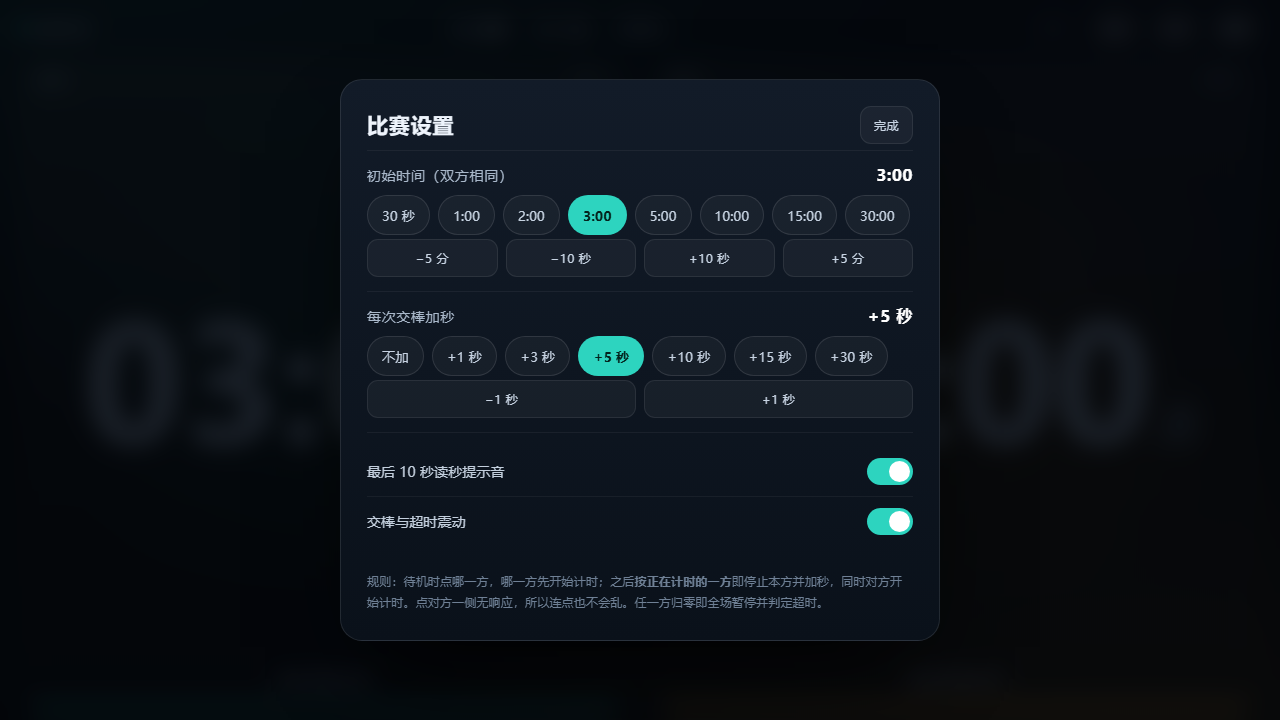 比赛设置
完成
初始时间（双方相同）
3:00
30 秒 1:00 2:00 3:00 5:00 10:00 15:00 30:00
−5 分 −10 秒 +10 秒 +5 分
每次交棒加秒
+5 秒
不加 +1 秒 +3 秒 +5 秒 +10 秒 +15 秒 +30 秒
−1 秒 +1 秒
最后 10 秒读秒提示音
交棒与超时震动
规则：待机时点哪一方，哪一方先开始计时；之后按正在计时的一方即停止本方并加秒，同时对方开
始计时。点对方一侧无响应，所以连点也不会乱。任一方归零即全场暂停并判定超时。
03:
00